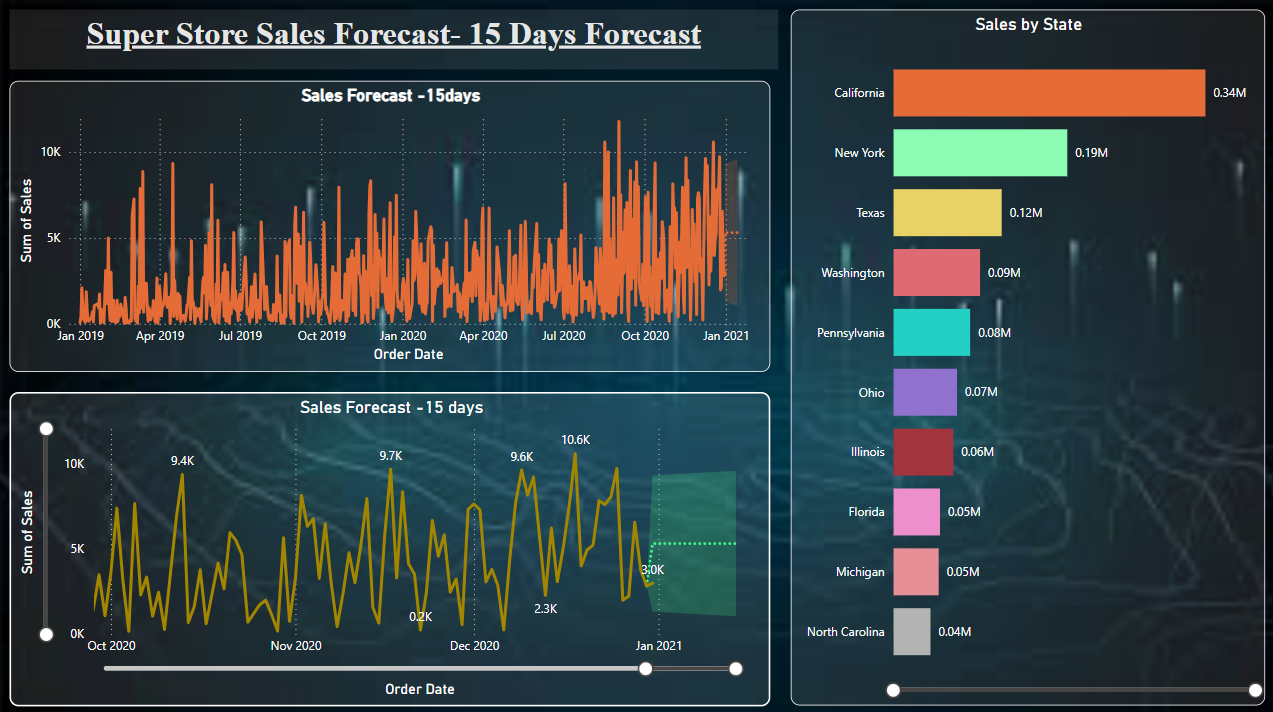 Super Store Sales Forecast- 15 Days Forecast
Sales Forecast -15days
Sum of Sales
10K
5K
0K
Jan 2019 Apr 2019 Jul 2019 Oct 2019 Jan 2020 Apr 2020 Jul 2020 Oct 2020 Jan 2021
Order Date
Sales Forecast -15 days
Sum of Sales
10K
5K
0K
9.4K
9.7K
9.6K
10.6K
0.2K
2.3K
3.0K
Oct 2020 Nov 2020 Dec 2020 Jan 2021
Order Date
Sales by State
California 0.34M
New York 0.19M
Texas 0.12M
Washington 0.09M
Pennsylvania 0.08M
Ohio 0.07M
Illinois 0.06M
Florida 0.05M
Michigan 0.05M
North Carolina 0.04M